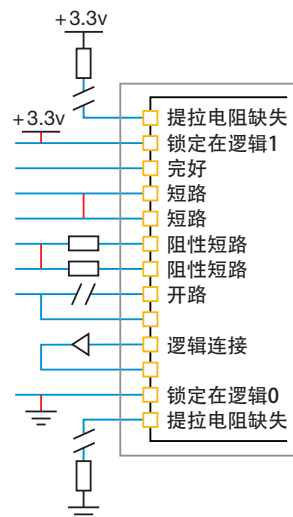 +3.3v
提拉电阻缺失
+3.3v
锁定在逻辑1
完好
短路
短路
阻性短路
阻性短路
开路
逻辑连接
锁定在逻辑0
提拉电阻缺失